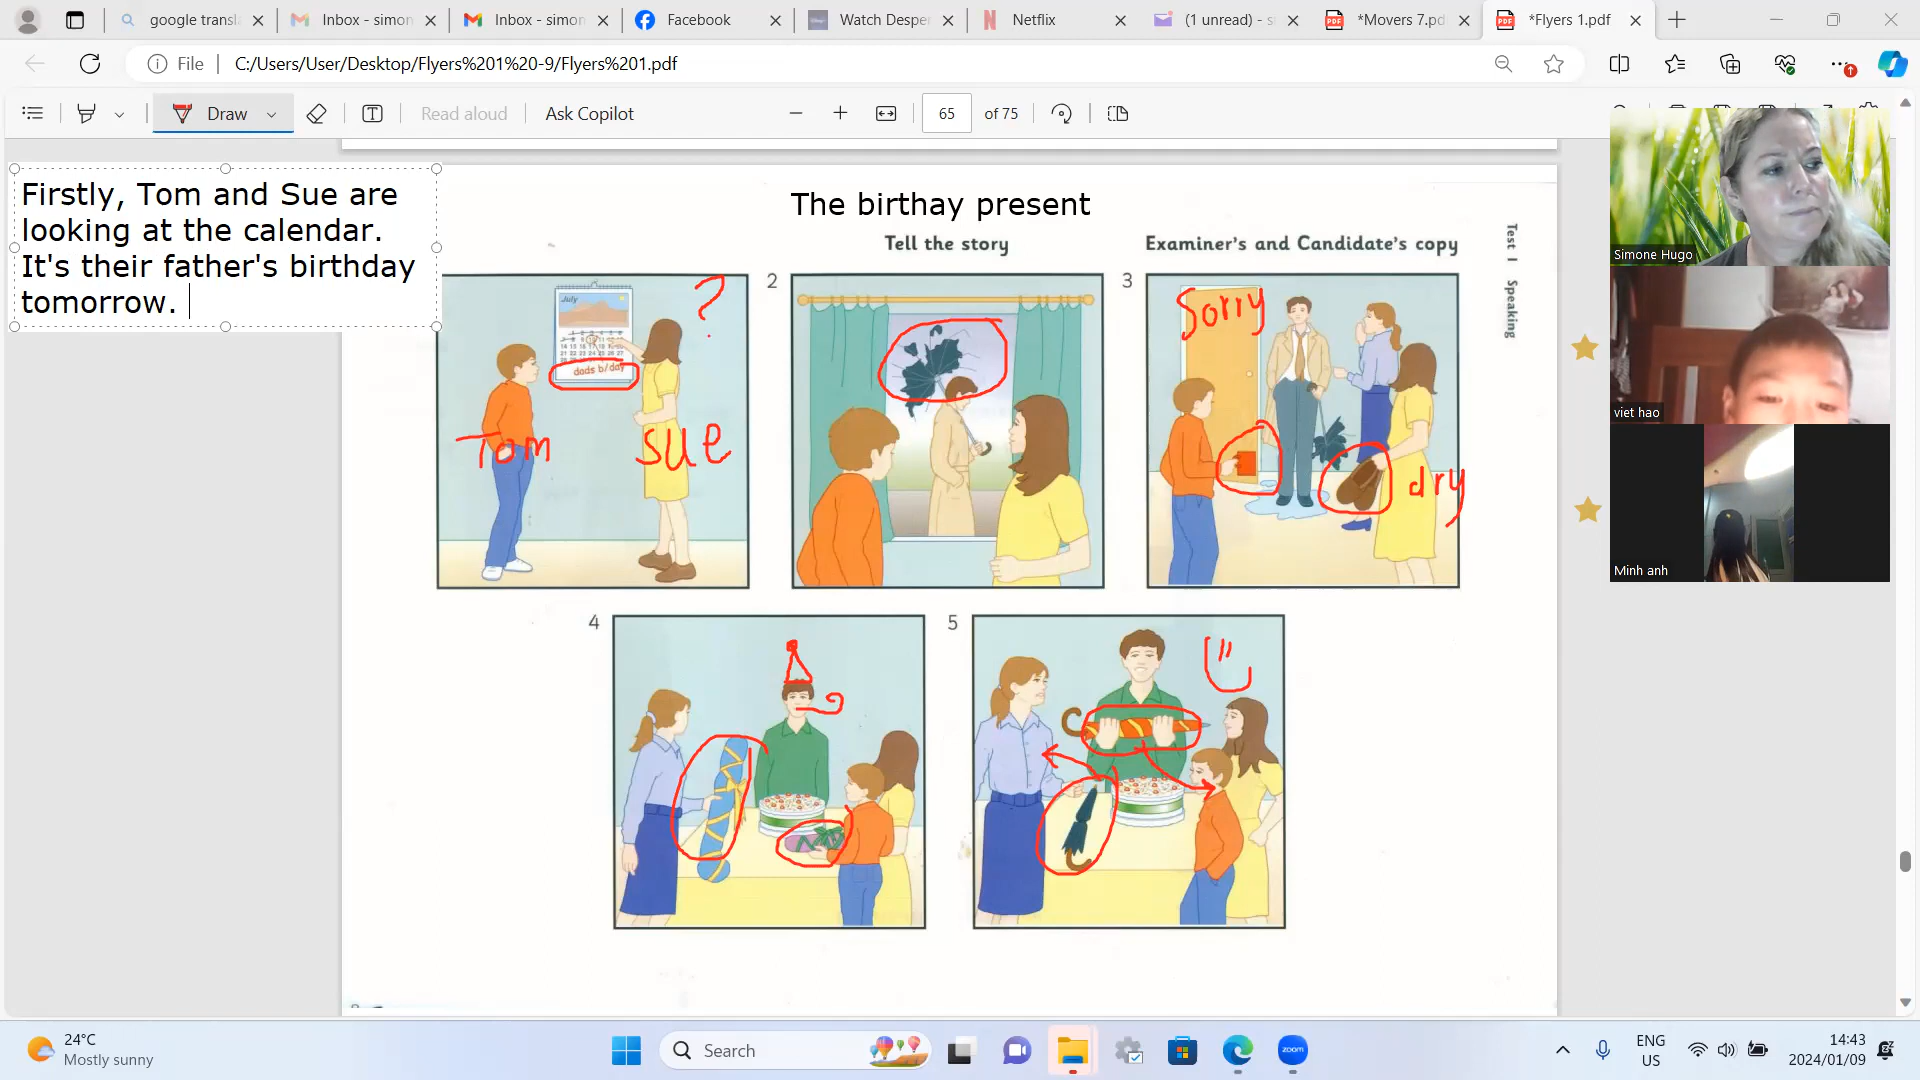 google transl
Inbox - simon
Inbox - simon
Facebook
Watch Desper
Netflix
(1 unread) - s
*Movers 7.pd
*Flyers 1.pdf
File
C:/Users/User/Desktop/Flyers%201%20-9/Flyers%201.pdf
Draw
Read aloud
Ask Copilot
65
of 75
Firstly, Tom and Sue are
looking at the calendar.
It's their father's birthday
tomorrow.
The birthay present
Tell the story
Examiner's and Candidate's copy
Test 1 Speaking
2
3
July
dads b/day
?
Tom
Sue
Sorry
dry
4
5
Simone Hugo
viet hao
Minh anh
24°C
Mostly sunny
Search
zoom
ENG
US
14:43
2024/01/09